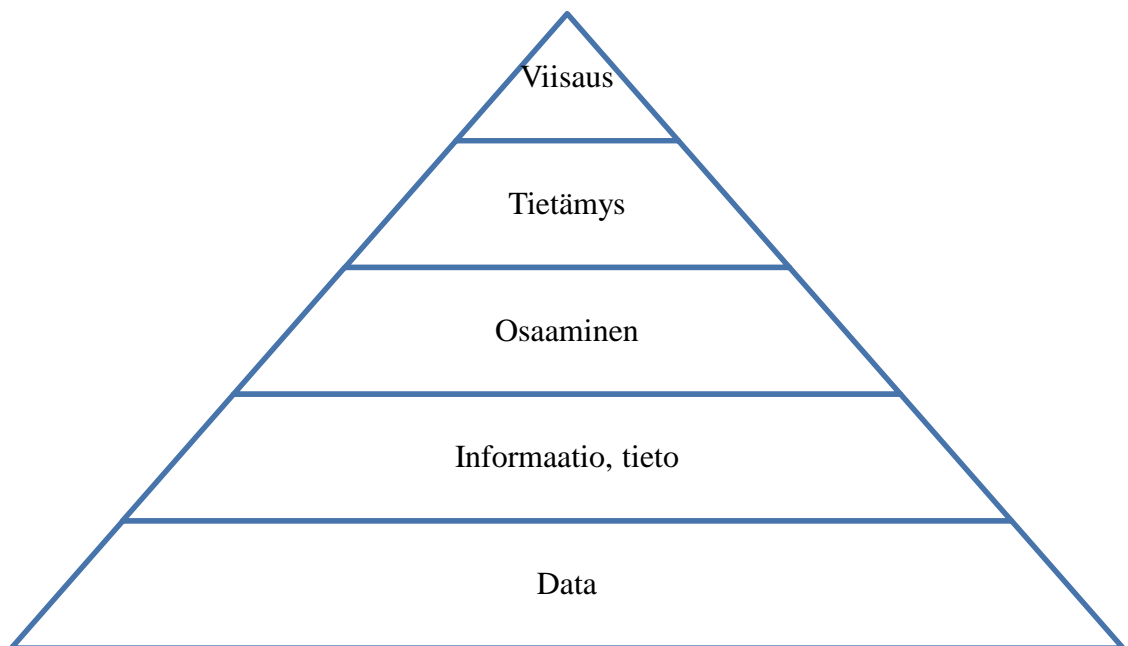 Viisaus
Tietämys
Osaaminen
Informaatio, tieto
Data